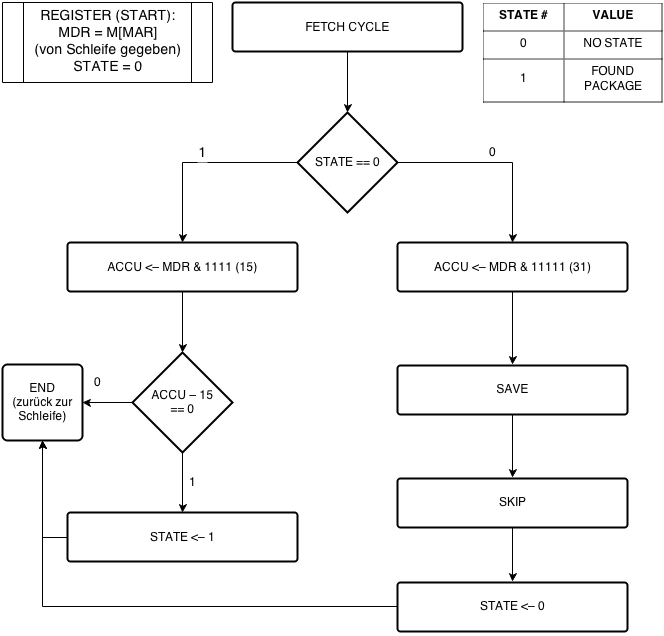 REGISTER (START):
MDR = M[MAR]
(von Schleife gegeben)
STATE = 0
FETCH CYCLE
STATE # VALUE
0 NO STATE
1 FOUND
PACKAGE
STATE == 0
1
0
ACCU <– MDR & 1111 (15)
ACCU <– MDR & 11111 (31)
END
(zurück zur
Schleife)
0
ACCU – 15
== 0
SAVE
1
SKIP
STATE <– 1
STATE <– 0